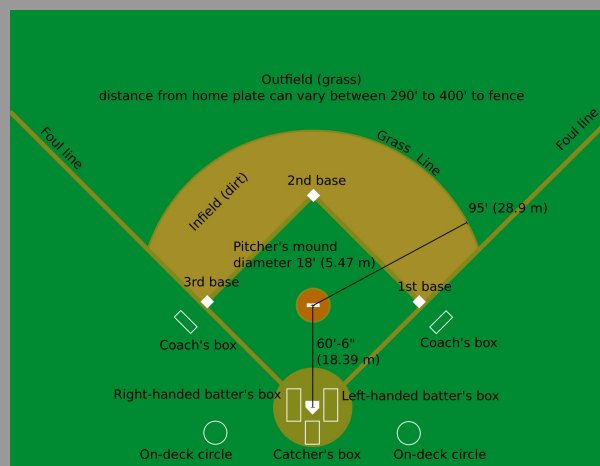 Outfield (grass)
distance from home plate can vary between 290' to 400' to fence
Foul line
Grass Line
Foul line
2nd base
Infield (dirt)
95' (28.9 m)
Pitcher's mound
diameter 18' (5.47 m)
3rd base
1st base
Coach's box
60'-6"
(18.39 m)
Coach's box
Right-handed batter's box
Left-handed batter's box
On-deck circle
Catcher's box
On-deck circle